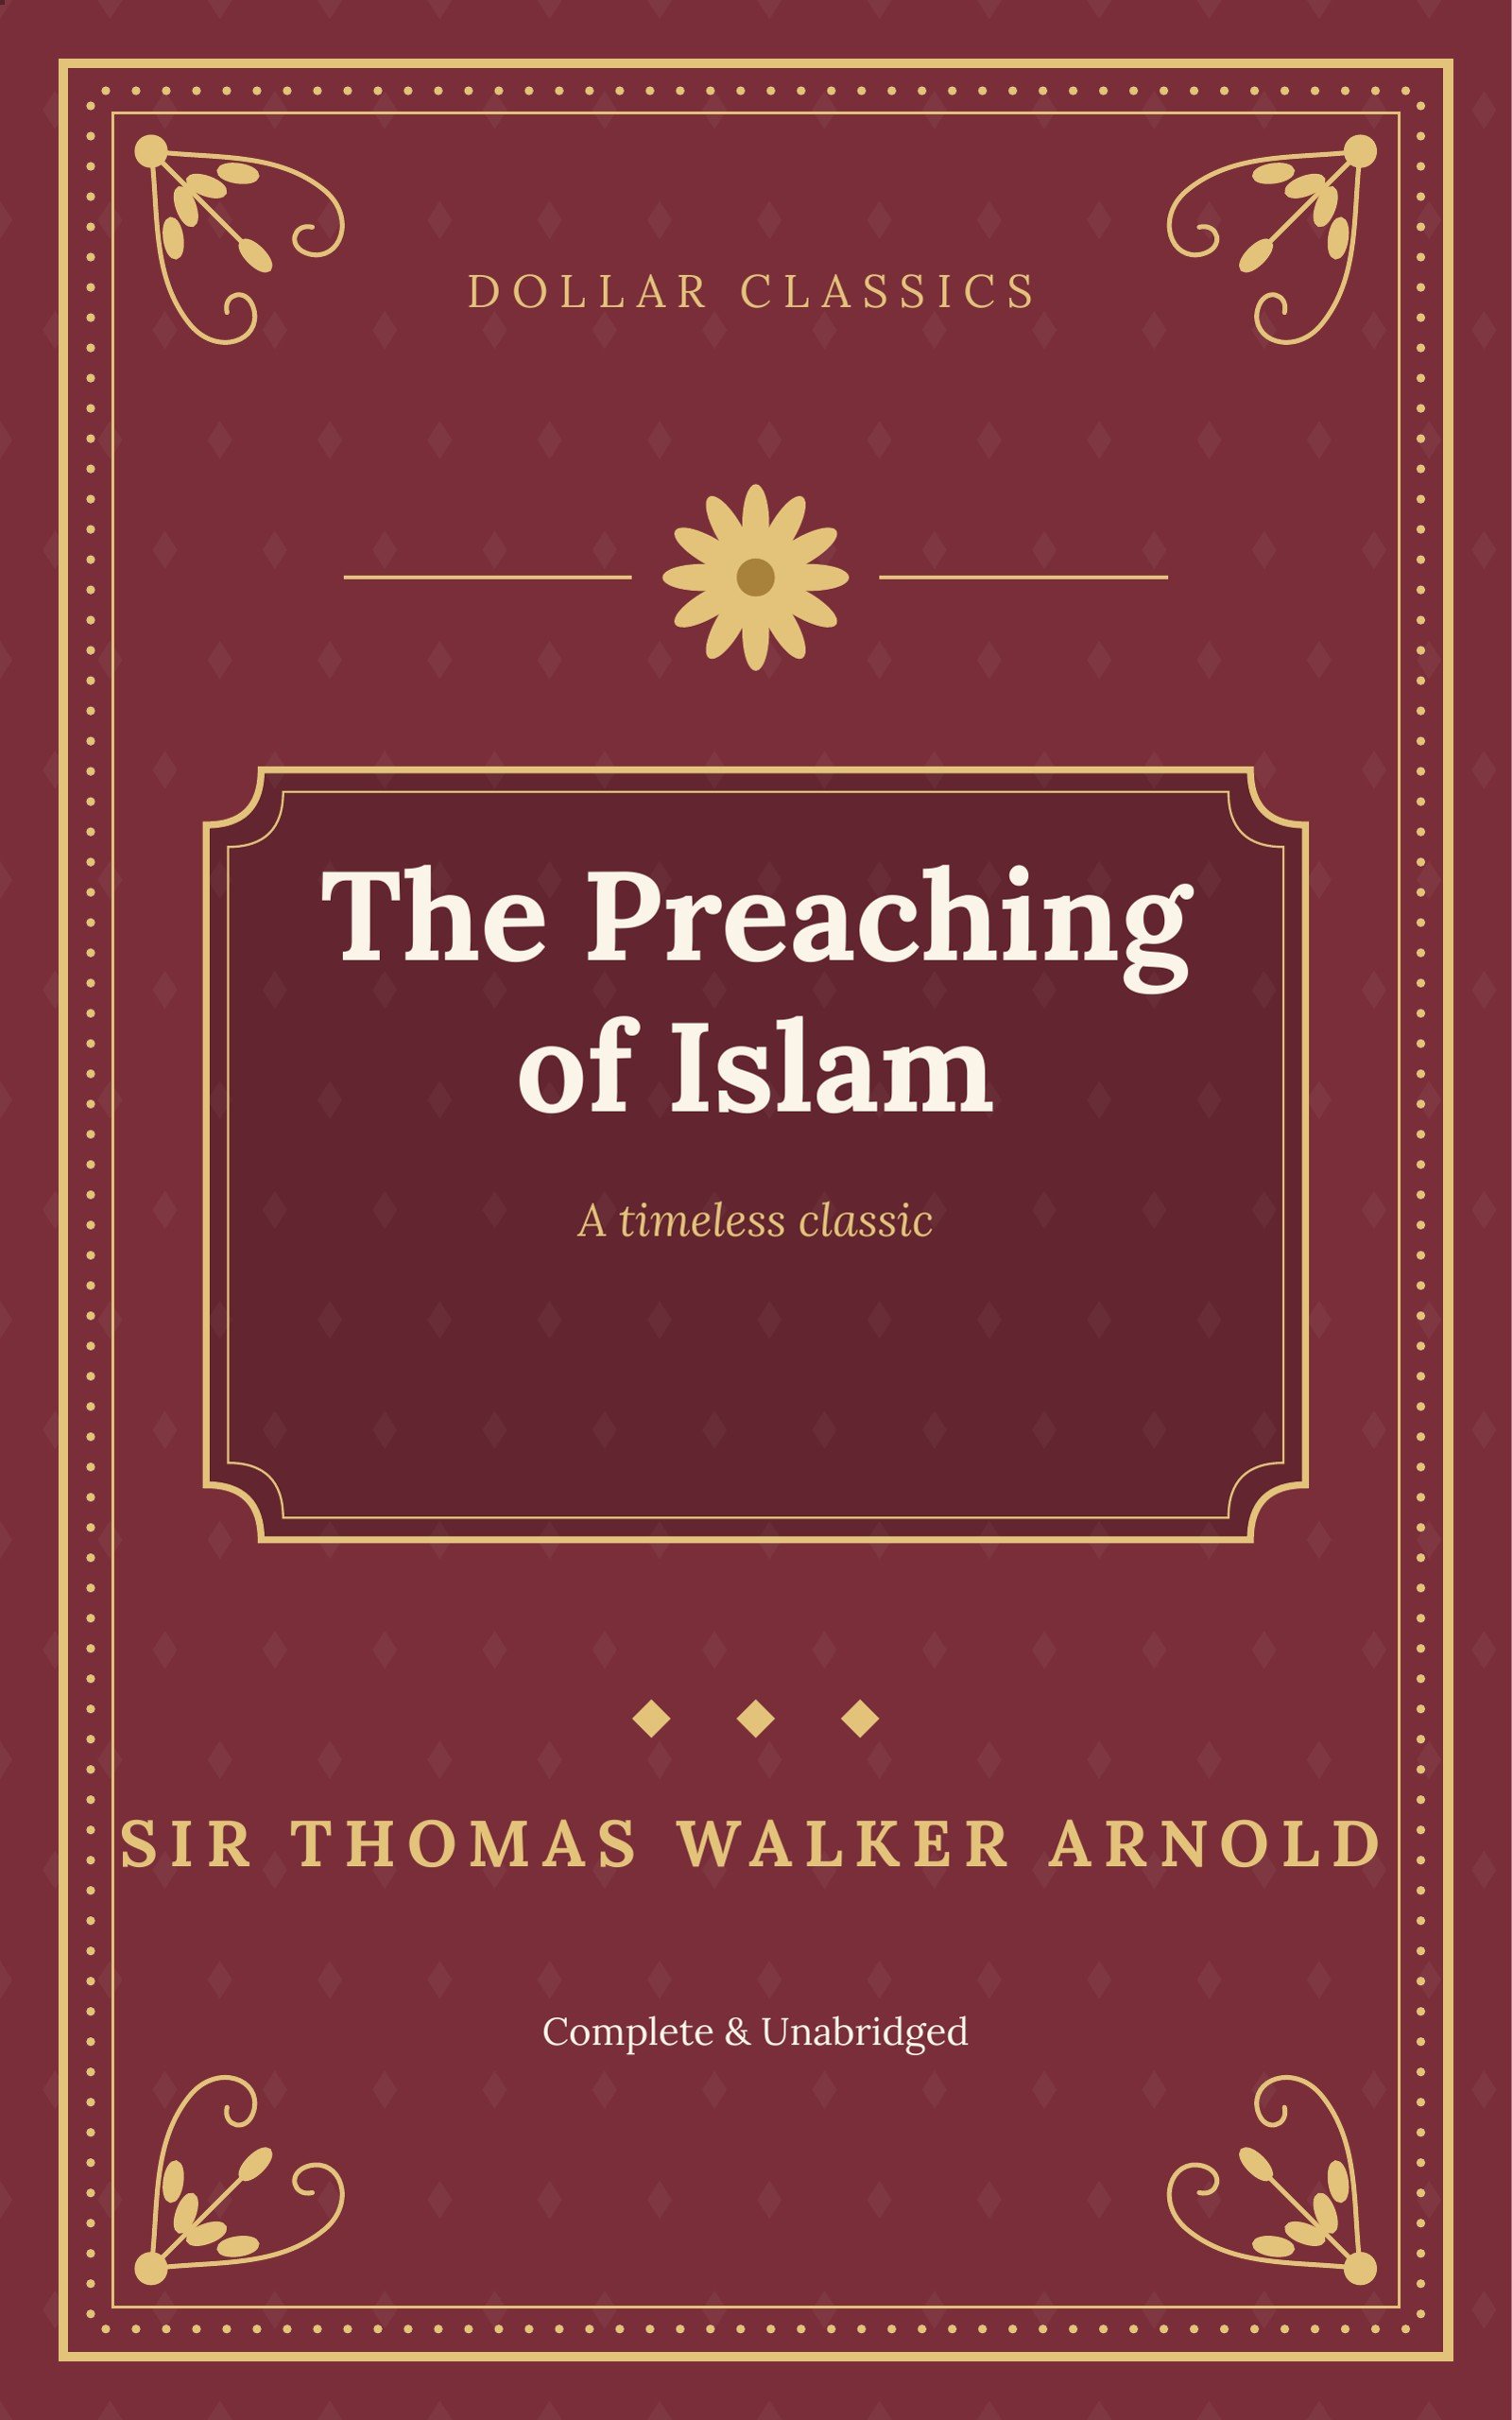 DOLLAR CLASSICS
The Preaching
of Islam
A timeless classic
SIR THOMAS WALKER ARNOLD
Complete & Unabridged